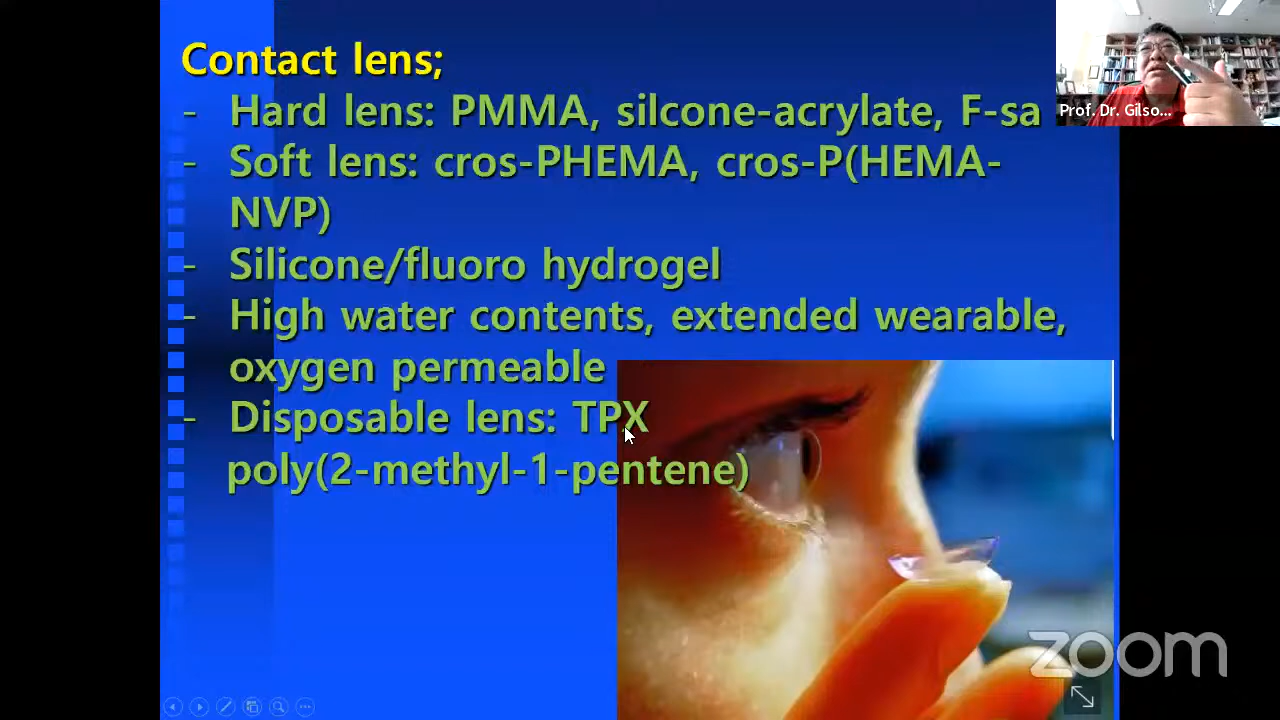 Contact lens;
- Hard lens: PMMA, silcone-acrylate, F-sa
- Soft lens: cros-PHEMA, cros-P(HEMA-
NVP)
- Silicone/fluoro hydrogel
- High water contents, extended wearable,
oxygen permeable
- Disposable lens: TPX
poly(2-methyl-1-pentene)
Prof. Dr. Gilso...
zoom